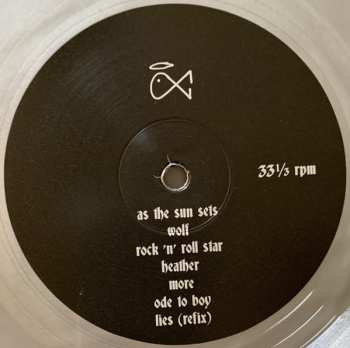 33⅓ rpm
as the sun sets
wolf
rock 'n' roll star
heather
more
ode to boy
lies (refix)